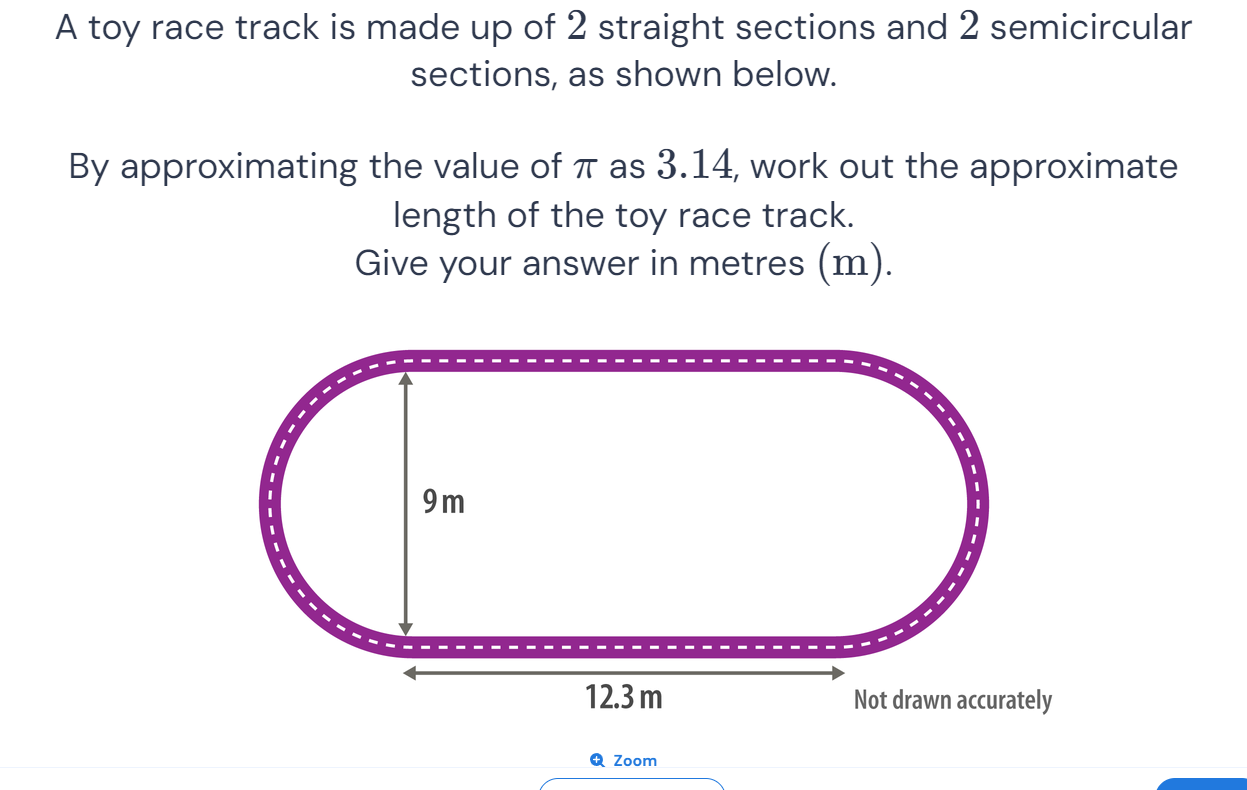 A toy race track is made up of 2 straight sections and 2 semicircular
sections, as shown below.
By approximating the value of π as 3.14, work out the approximate
length of the toy race track.
Give your answer in metres (m).
9 m
12.3 m
Not drawn accurately
Zoom